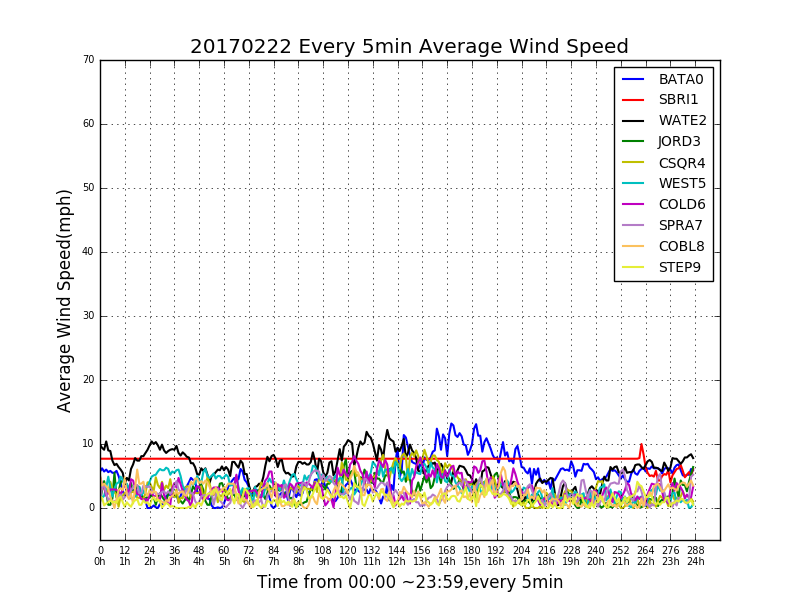 20170222 Every 5min Average Wind Speed
70
60
50
40
30
20
10
0
Average Wind Speed(mph)
BATA0
SBRI1
WATE2
JORD3
CSQR4
WEST5
COLD6
SPRA7
COBL8
STEP9
0 12 24 36 48 60 72 84 96 108 120 132 144 156 168 180 192 204 216 228 240 252 264 276 288
0h 1h 2h 3h 4h 5h 6h 7h 8h 9h 10h 11h 12h 13h 14h 15h 16h 17h 18h 19h 20h 21h 22h 23h 24h
Time from 00:00 ~23:59,every 5min